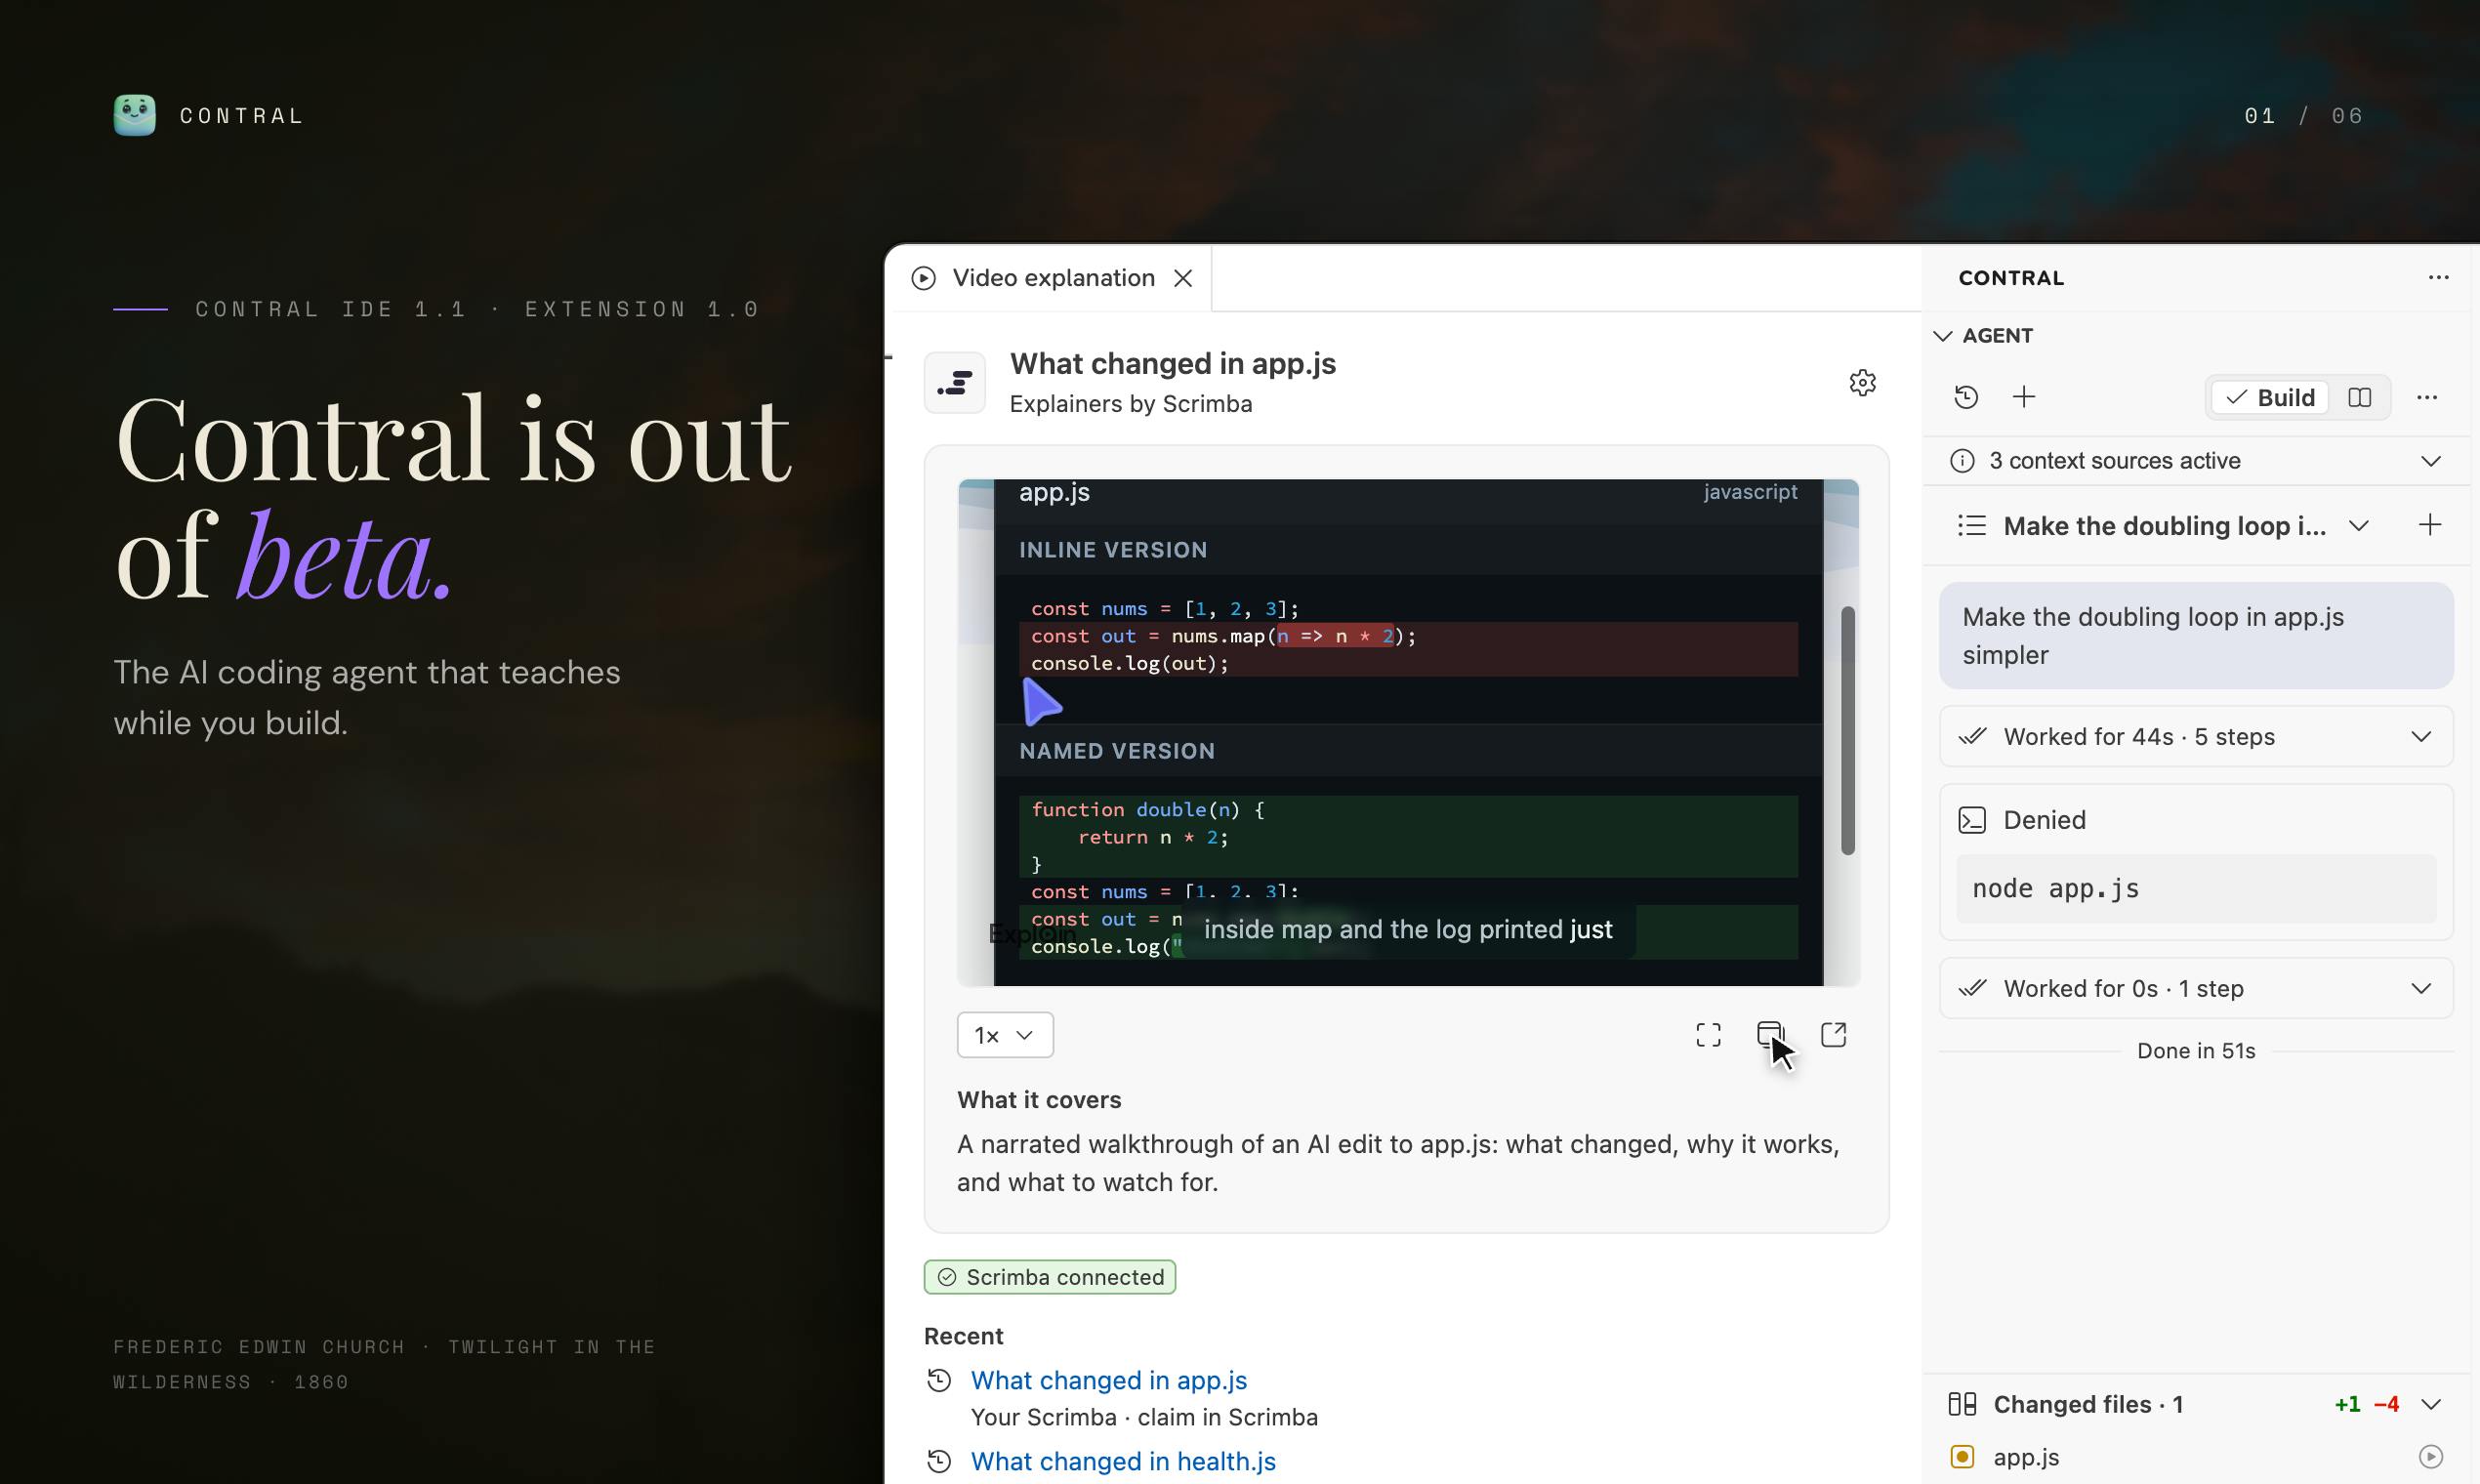 CONTRAL
01 / 06
CONTRAL IDE 1.1 · EXTENSION 1.0
Contral is out
of beta.
The AI coding agent that teaches
while you build.
FREDERIC EDWIN CHURCH · TWILIGHT IN THE
WILDERNESS · 1860
Video explanation
What changed in app.js
Explainers by Scrimba
app.js
javascript
INLINE VERSION
const nums = [1, 2, 3];
const out = nums.map(n => n * 2);
console.log(out);
NAMED VERSION
function double(n) {
return n * 2;
}
const nums = [1, 2, 3];
const out = n
console.log("
inside map and the log printed just
1×
What it covers
A narrated walkthrough of an AI edit to app.js: what changed, why it works,
and what to watch for.
Scrimba connected
Recent
What changed in app.js
Your Scrimba · claim in Scrimba
What changed in health.js
CONTRAL
AGENT
Build
3 context sources active
Make the doubling loop i...
Make the doubling loop in app.js
simpler
Worked for 44s · 5 steps
Denied
node app.js
Worked for 0s · 1 step
Done in 51s
Changed files · 1
+1 −4
app.js